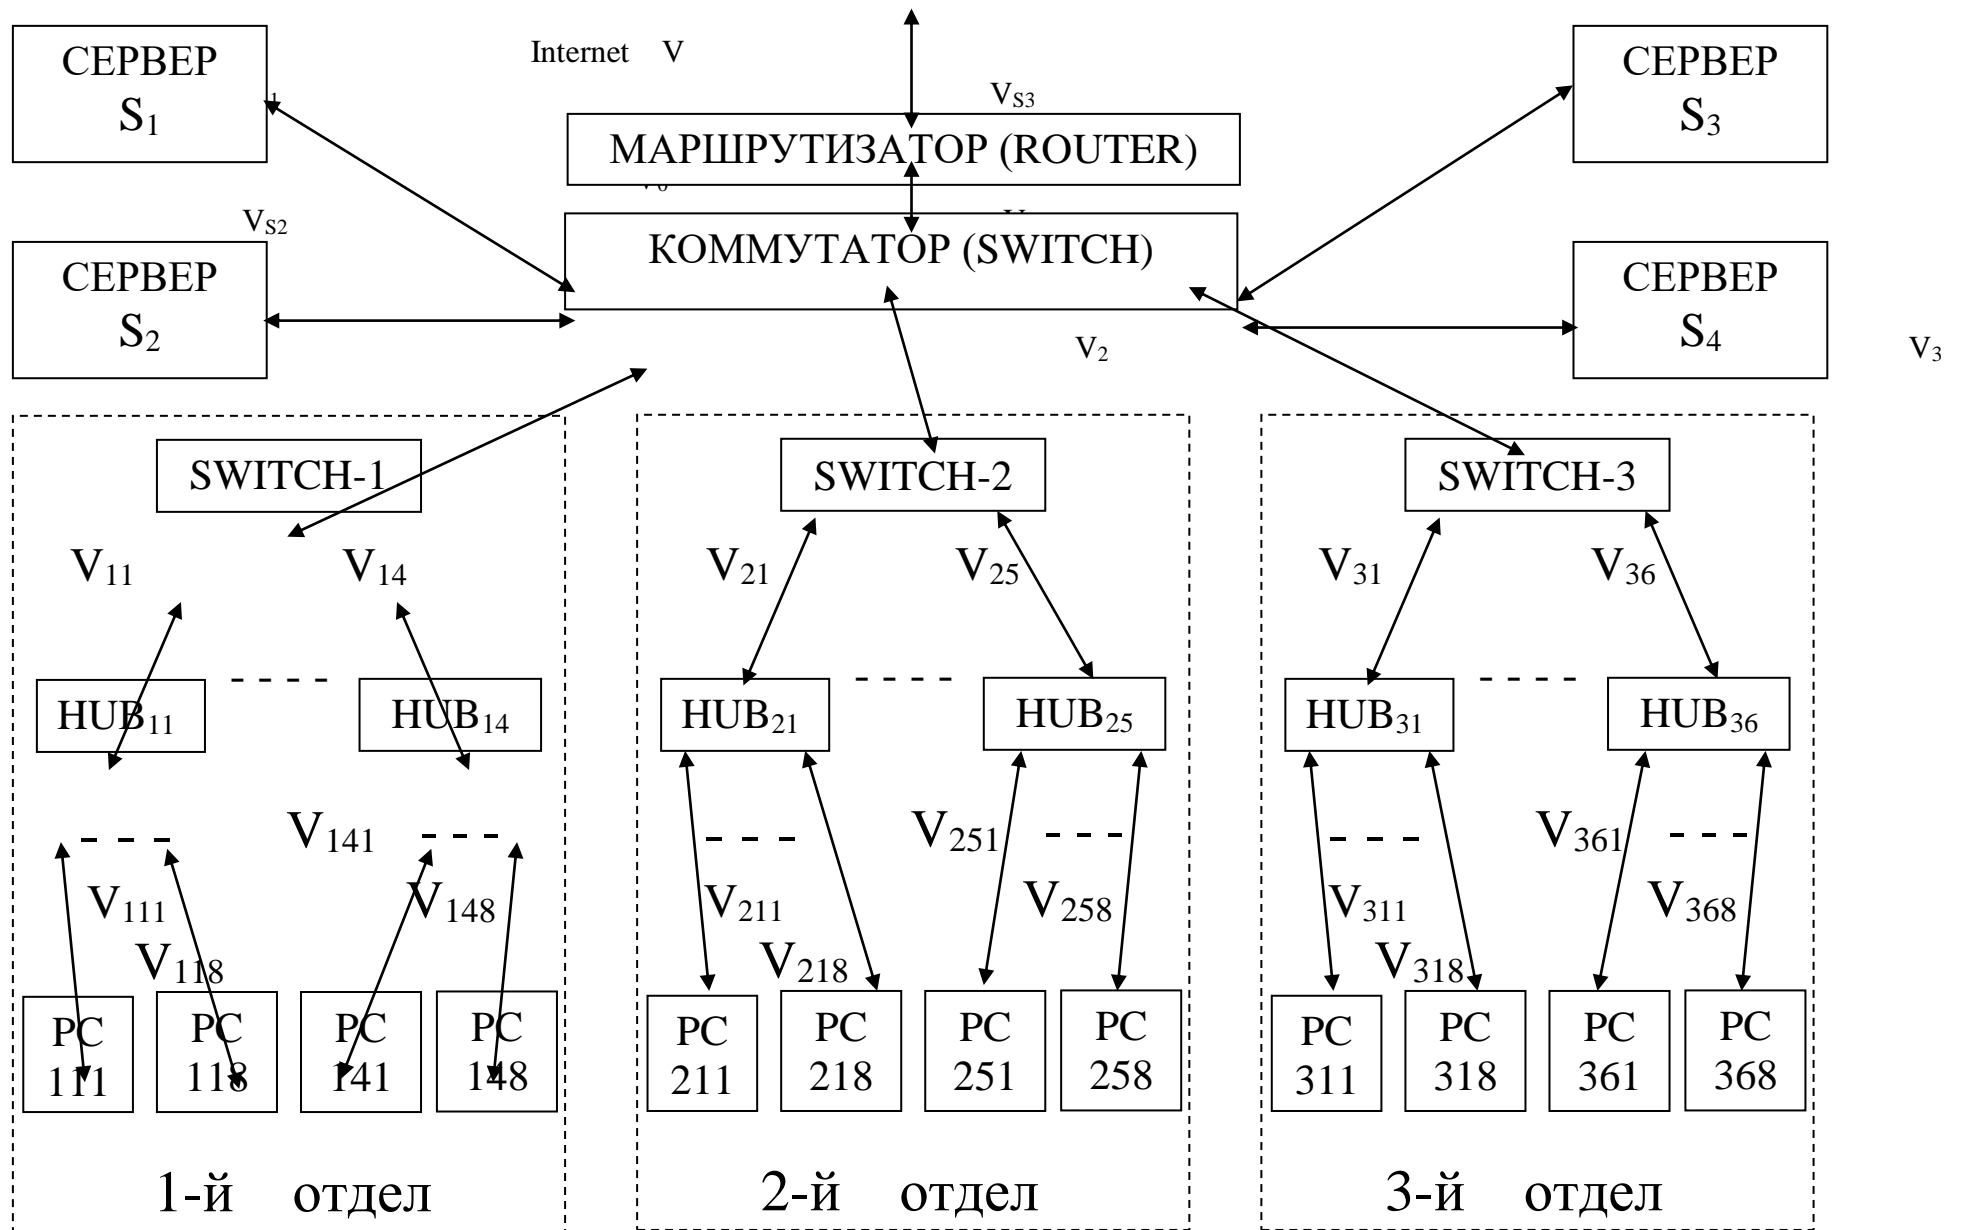 СЕРВЕР
S1
Internet V
VS3
СЕРВЕР
S3
МАРШРУТИЗАТОР (ROUTER)
VS2
КОММУТАТОР (SWITCH)
СЕРВЕР
S2
СЕРВЕР
S4
V2
V3
SWITCH-1
SWITCH-2
SWITCH-3
V11
V14
V21
V25
V31
V36
HUB11
HUB14
HUB21
HUB25
HUB31
HUB36
V141
V251
V361
V111
V148
V211
V258
V311
V368
V118
V218
V318
PC
111
PC
118
PC
141
PC
148
PC
211
PC
218
PC
251
PC
258
PC
311
PC
318
PC
361
PC
368
1-й отдел
2-й отдел
3-й отдел